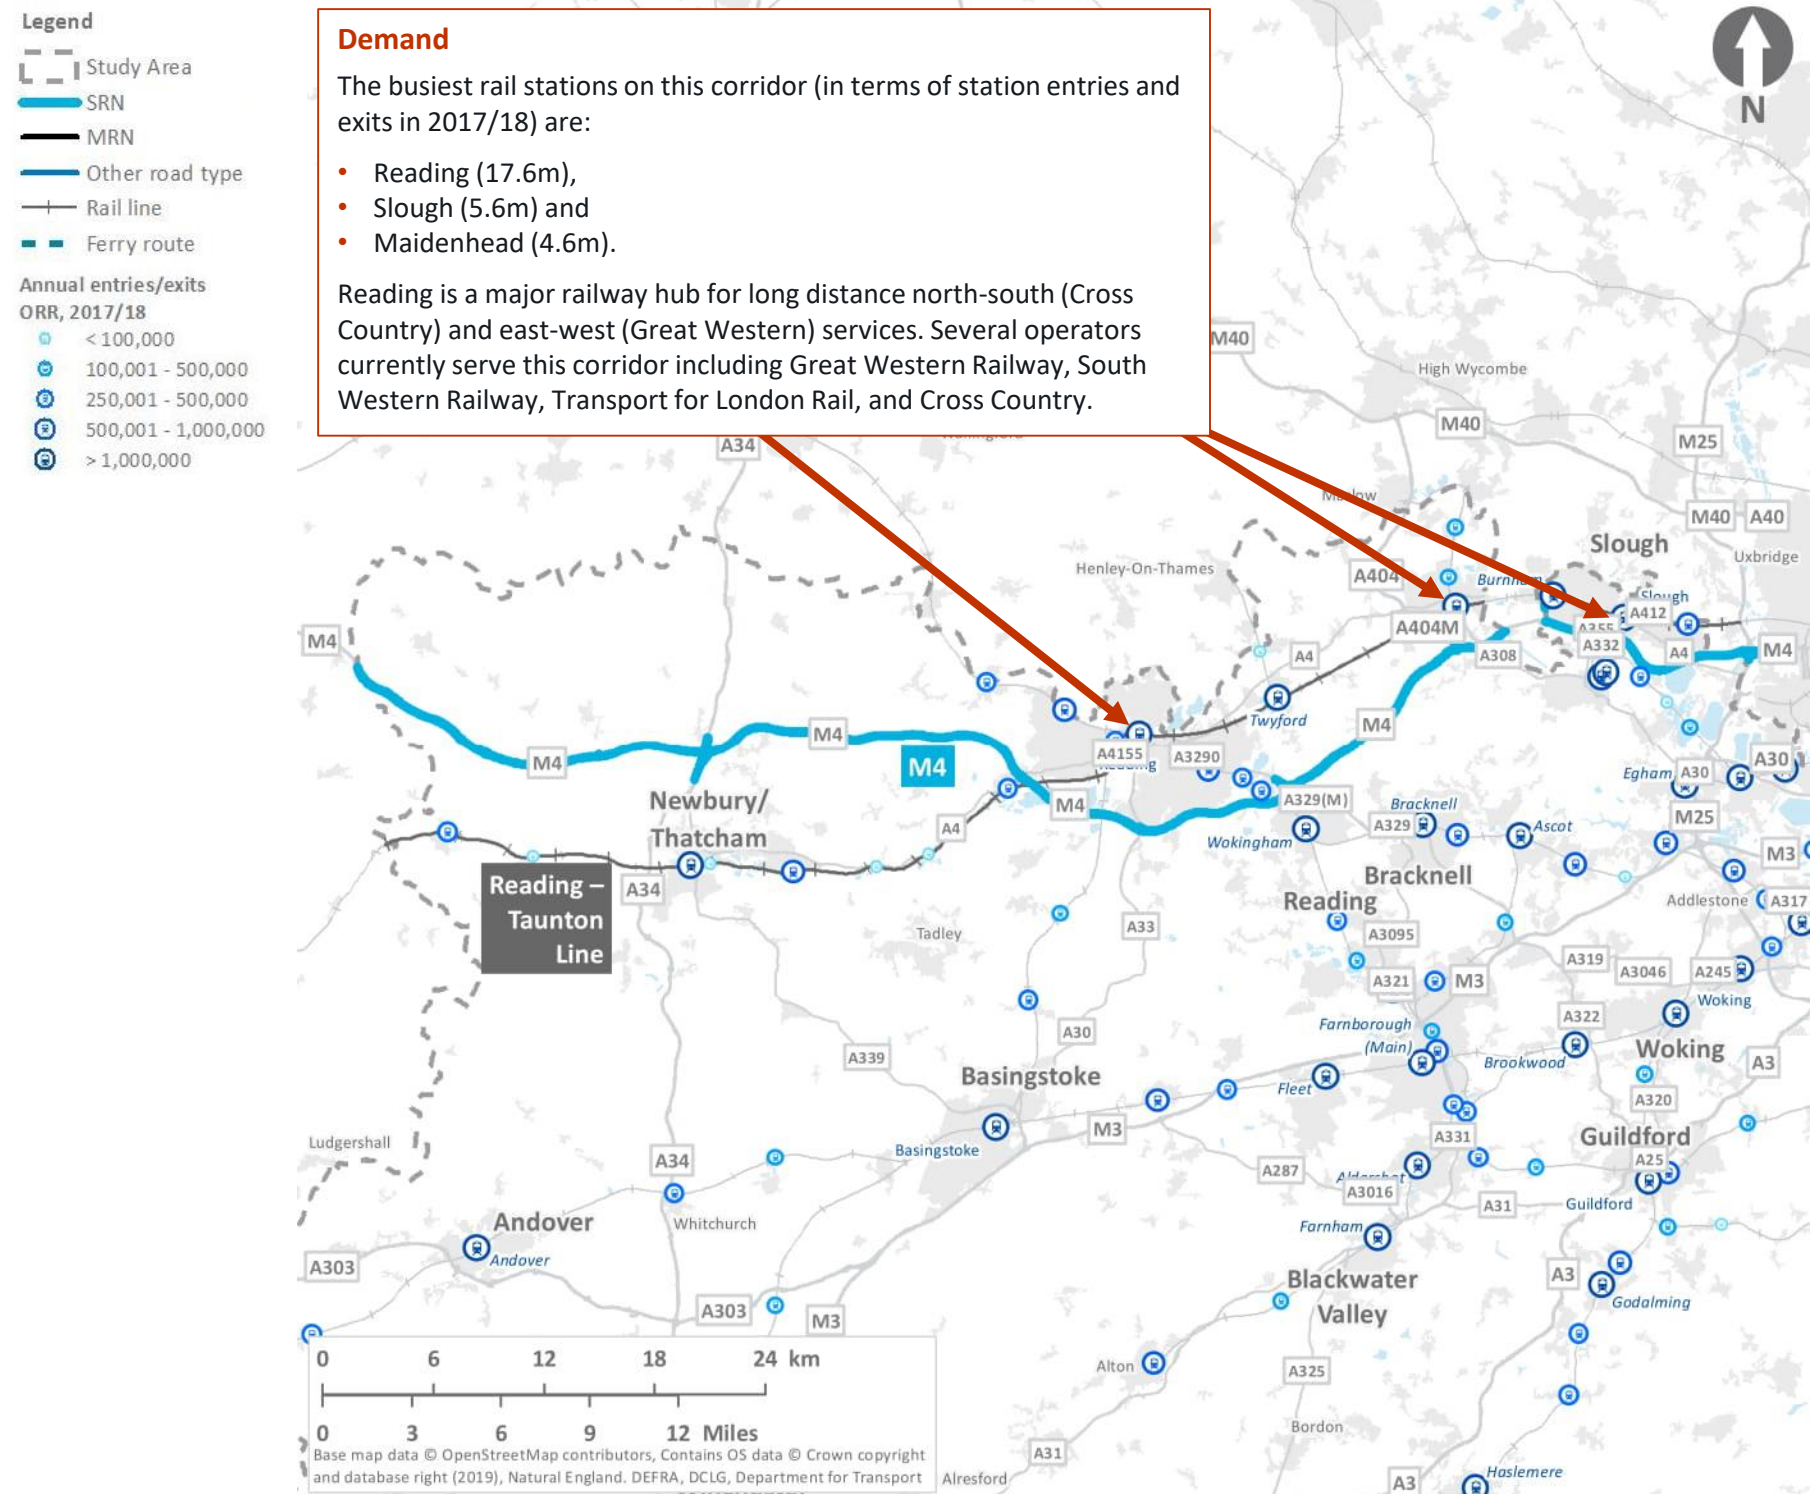 Legend
Study Area
SRN
MRN
Other road type
Rail line
Ferry route
Annual entries/exits
ORR, 2017/18
< 100,000
100,001 - 500,000
250,001 - 500,000
500,001 - 1,000,000
> 1,000,000
Demand
The busiest rail stations on this corridor (in terms of station entries and
exits in 2017/18) are:
• Reading (17.6m),
• Slough (5.6m) and
• Maidenhead (4.6m).
Reading is a major railway hub for long distance north-south (Cross
Country) and east-west (Great Western) services. Several operators
currently serve this corridor including Great Western Railway, South
Western Railway, Transport for London Rail, and Cross Country.
N
M40
High Wycombe
M40
M25
A34
M40
A40
Slough
Uxbridge
Henley-On-Thames
A404
Slough
A412
M4
A404M
A355
A332
A308
A4
M4
A4
Twyford
M4
M4
M4
M4
A4155
A3290
Egham
A30
A30
M4
A329(M)
Bracknell
Newbury/
Thatcham
A4
Wokingham
A329
Ascot
M25
M3
Bracknell
Reading –
Taunton
Line
A34
Reading
Addlestone
A317
Tadley
A33
A3095
A319
A3046
A245
A321
M3
Woking
A322
Farnborough
(Main)
A30
A339
Brookwood
Woking
A3
Basingstoke
Fleet
A320
M3
Ludgershall
Basingstoke
A331
Guildford
A34
A287
A25
A3016
A31
Guildford
Andover
Whitchurch
Farnham
Andover
A303
A3
Blackwater
Valley
Godalming
A303
M3
0 6 12 18 24 km
0 3 6 9 12 Miles
Alton
A325
Bordon
Base map data © OpenStreetMap contributors, Contains OS data © Crown copyright
and database right (2019), Natural England. DEFRA, DCLG, Department for Transport
Alresford
A31
A3
Haslemere